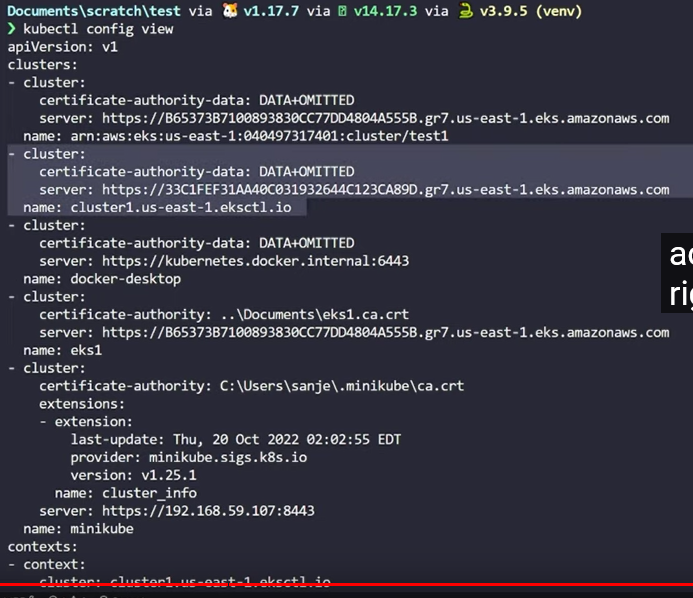 Documents\scratch\test via 🐹 v1.17.7 via v14.17.3 via 🐍 v3.9.5 (venv)
❯ kubectl config view
apiVersion: v1
clusters:
- cluster:
    certificate-authority-data: DATA+OMITTED
    server: https://B65373B7100893830CC77DD4804A555B.gr7.us-east-1.eks.amazonaws.com
  name: arn:aws:eks:us-east-1:040497317401:cluster/test1
- cluster:
    certificate-authority-data: DATA+OMITTED
    server: https://33C1FEF31AA40C031932644C123CA89D.gr7.us-east-1.eks.amazonaws.com
  name: cluster1.us-east-1.eksctl.io
- cluster:
    certificate-authority-data: DATA+OMITTED
    server: https://kubernetes.docker.internal:6443
  name: docker-desktop
- cluster:
    certificate-authority: ..\Documents\eks1.ca.crt
    server: https://B65373B7100893830CC77DD4804A555B.gr7.us-east-1.eks.amazonaws.com
  name: eks1
- cluster:
    certificate-authority: C:\Users\sanje\.minikube\ca.crt
    extensions:
    - extension:
        last-update: Thu, 20 Oct 2022 02:02:55 EDT
        provider: minikube.sigs.k8s.io
        version: v1.25.1
      name: cluster_info
    server: https://192.168.59.107:8443
  name: minikube
contexts:
- context:
    cluster: cluster1.us-east-1.eksctl.io